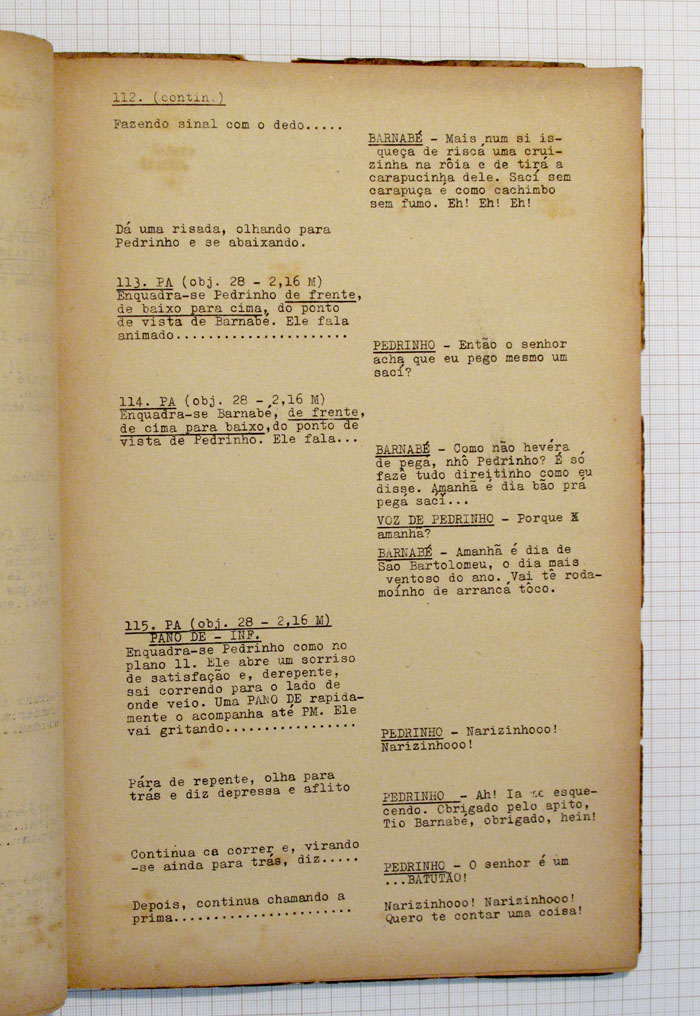 112. (contin.)
Fazendo sinal com o dedo.....
BARNABÉ - Mais num si is-
queça de riscá uma crui-
zinha na rôia e de tirá a
carapucinha dele. Sací sem
carapuça é como cachimbo
sem fumo. Eh! Eh! Eh!
Dá uma risada, olhando para
Pedrinho e se abaixando.
113. PA (obj. 28 - 2,16 M)
Enquadra-se Pedrinho de frente,
de baixo para cima, do ponto
de vista de Barnabé. Ele fala
animado......................
PEDRINHO - Então o senhor
acha que eu pego mesmo um
sací?
114. PA (obj. 28 - 2,16 M)
Enquadra-se Barnabé, de frente,
de cima para baixo,do ponto de
vista de Pedrinho. Ele fala...
BARNABÉ - Como não hevéra
de pegá, nhô Pedrinho? É só
fazê tudo direitinho como eu
disse. Amanhã é dia bão prá
pegá sací...
VOZ DE PEDRINHO - Porque X
amanhã?
BARNABÉ - Amanhã é dia de
Sao Bartolomeu, o dia mais
ventoso do ano. Vai tê roda-
moínho de arrancá tôco.
115. PA (obj. 28 - 2,16 M)
PANO DE - INF.
Enquadra-se Pedrinho como no
plano 11. Ele abre um sorriso
de satisfação e, derepente,
sai correndo para o lado de
onde veio. Uma PANO DE rapida-
mente o acompanha até PM. Ele
vai gritando.................
PEDRINHO - Narizinhooo!
Narizinhooo!
Pára de repente, olha para
trás e diz depressa e aflito
PEDRINHO - Ah! Ia se esque-
cendo. Obrigado pelo apito,
Tio Barnabé, obrigado, hein!
Continua ca correr e, virando
-se ainda para trás, diz.....
PEDRINHO - O senhor é um
...BATUTÃO!
Depois, continua chamando a
prima.......................
Narizinhooo! Narizinhooo!
Quero te contar uma coisa!